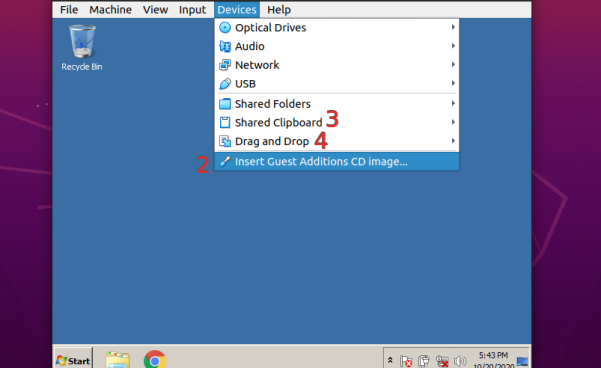 File Machine View Input Devices Help
Optical Drives
Audio
Network
USB
Shared Folders
Shared Clipboard 3
Drag and Drop 4
2 Insert Guest Additions CD image...
Recycle Bin
Start
5:43 PM
10/20/2020